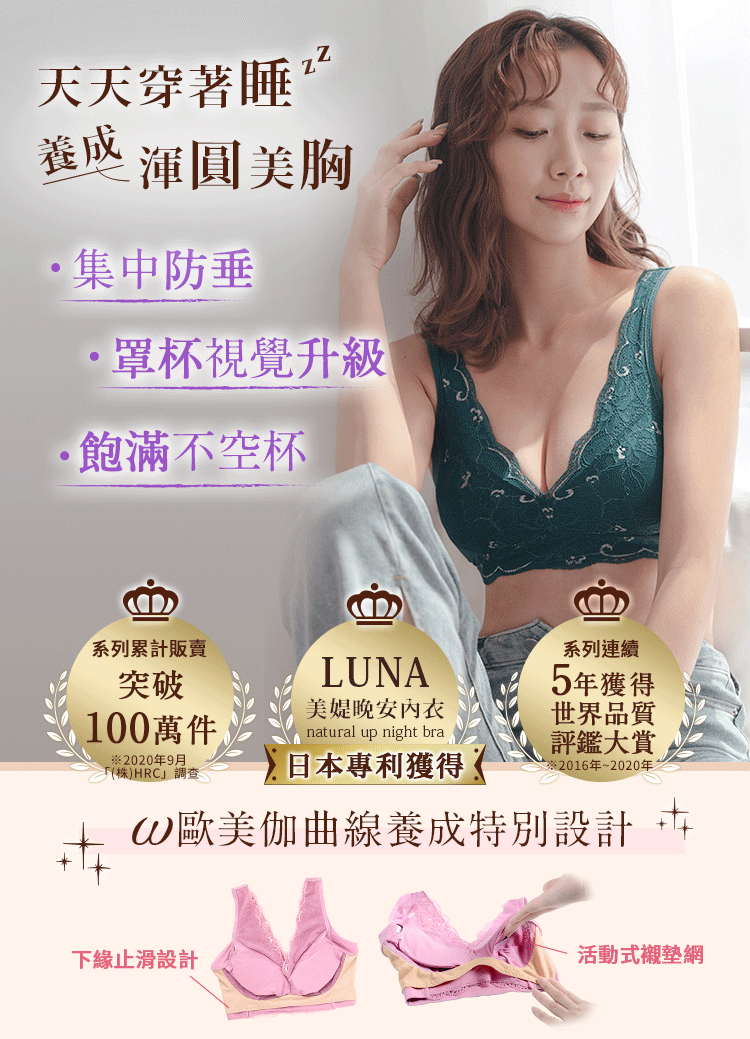 天天穿著睡zz
養成 渾圓美胸
·集中防垂
·罩杯視覺升級
·飽滿不空杯
系列累計販賣
突破
100萬件
※2020年9月
「(株)HRC」調查
LUNA
美媞晚安內衣
natural up night bra
日本專利獲得
系列連續
5年獲得
世界品質
評鑑大賞
※2016年~2020年
ω歐美伽曲線養成特別設計
下緣止滑設計
活動式襯墊網